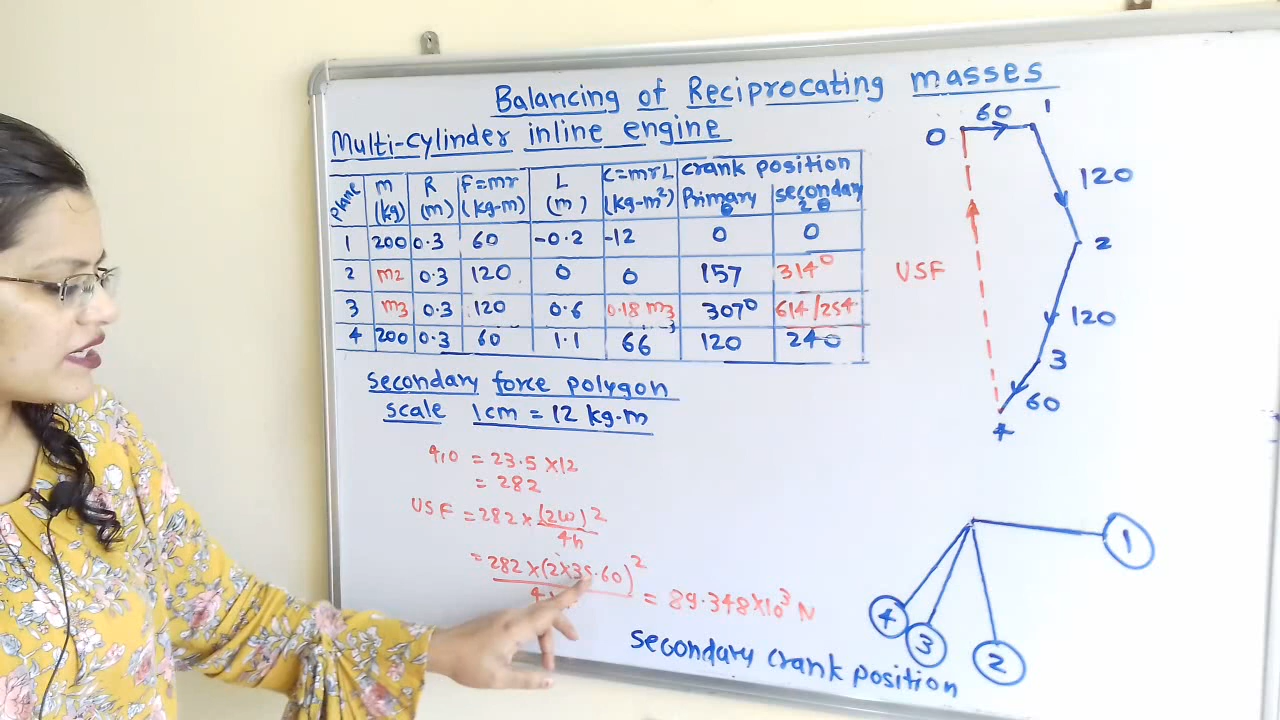 Balancing of Reciprocating masses
Multi-cylinder inline engine
Plane m (kg) R (m) F=mr (kg-m) L (m) C=mrL (kg-m²) crank position Primary θ secondary 2θ
1 200 0.3 60 -0.2 -12 0 0
2 m2 0.3 120 0 0 157 314°
3 m3 0.3 120 0.6 0.18 m3 307° 614/254
4 200 0.3 60 1.1 66 120 240
secondary force polygon
scale 1cm = 12 kg-m
4,0 = 23.5 x12
= 282
USF = 282 x (2ω)²
4n
= 282 x(2x35.60)²
= 89.348x10³ N
0 60 1
120
2
USF
120
3
60
4
1
4
3
2
secondary crank position